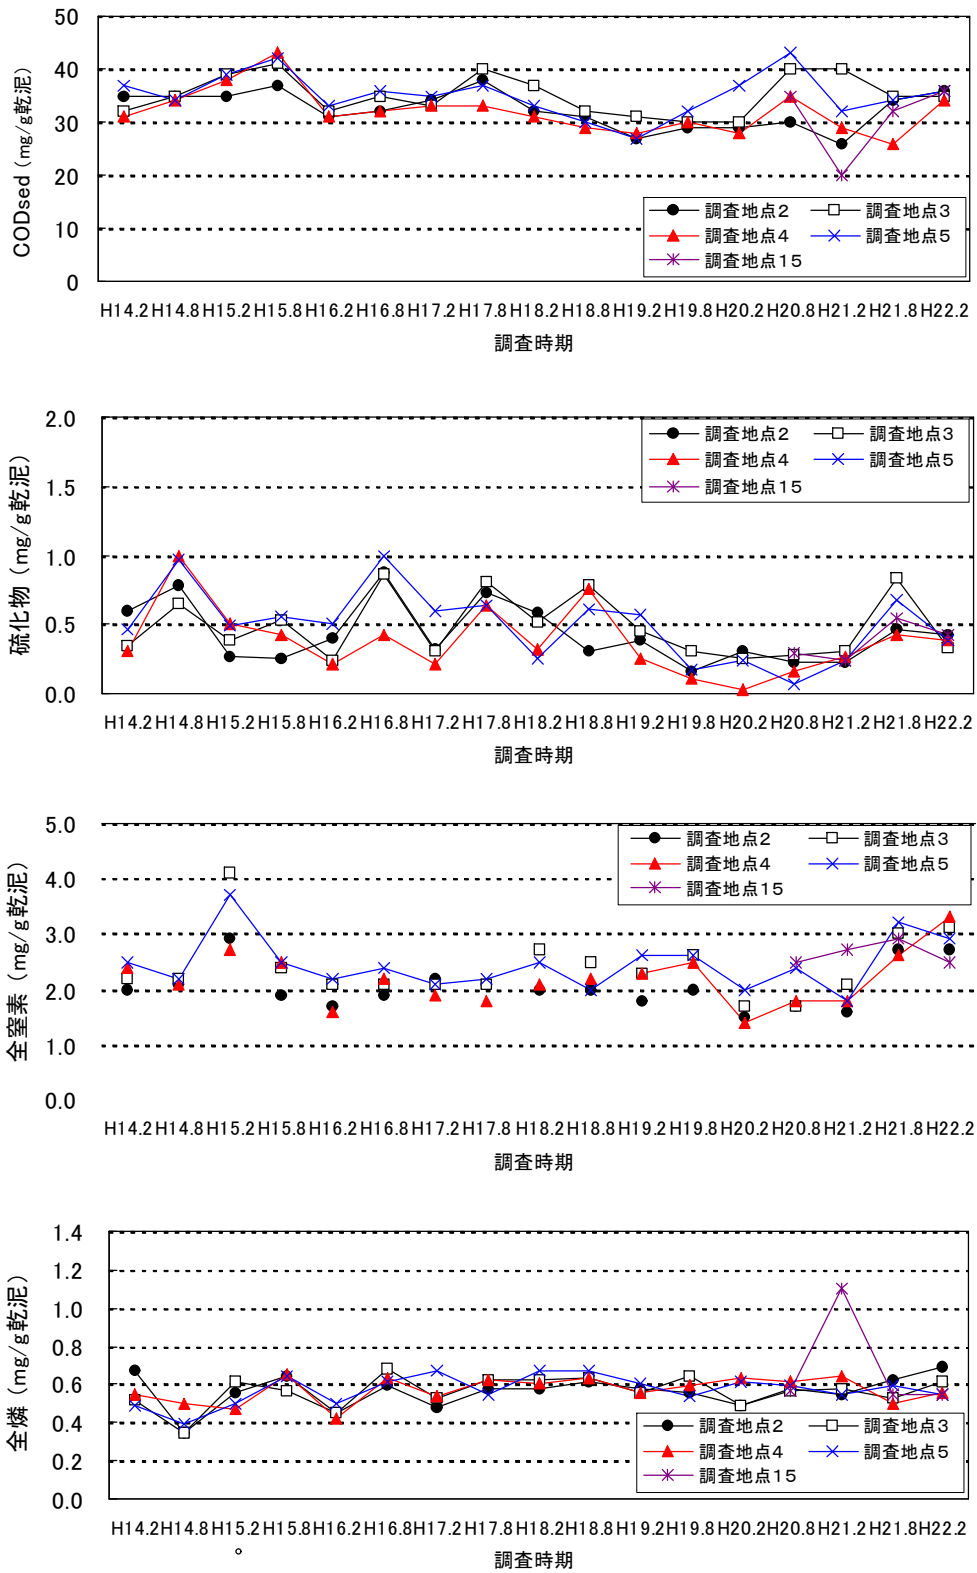 50
40
30
20
10
0
CODsed (mg/g乾泥)
調査地点2 調査地点3
調査地点4 調査地点5
調査地点15
H14.2 H14.8 H15.2 H15.8 H16.2 H16.8 H17.2 H17.8 H18.2 H18.8 H19.2 H19.8 H20.2 H20.8 H21.2 H21.8 H22.2
調査時期
2.0
1.5
1.0
0.5
0.0
硫化物 (mg/g乾泥)
調査地点2 調査地点3
調査地点4 調査地点5
調査地点15
H14.2 H14.8 H15.2 H15.8 H16.2 H16.8 H17.2 H17.8 H18.2 H18.8 H19.2 H19.8 H20.2 H20.8 H21.2 H21.8 H22.2
調査時期
5.0
4.0
3.0
2.0
1.0
0.0
全窒素 (mg/g乾泥)
調査地点2 調査地点3
調査地点4 調査地点5
調査地点15
H14.2 H14.8 H15.2 H15.8 H16.2 H16.8 H17.2 H17.8 H18.2 H18.8 H19.2 H19.8 H20.2 H20.8 H21.2 H21.8 H22.2
調査時期
1.4
1.2
1.0
0.8
0.6
0.4
0.2
0.0
全燐 (mg/g乾泥)
調査地点2 調査地点3
調査地点4 調査地点5
調査地点15
H14.2 H14.8 H15.2 H15.8 H16.2 H16.8 H17.2 H17.8 H18.2 H18.8 H19.2 H19.8 H20.2 H20.8 H21.2 H21.8 H22.2
。
調査時期